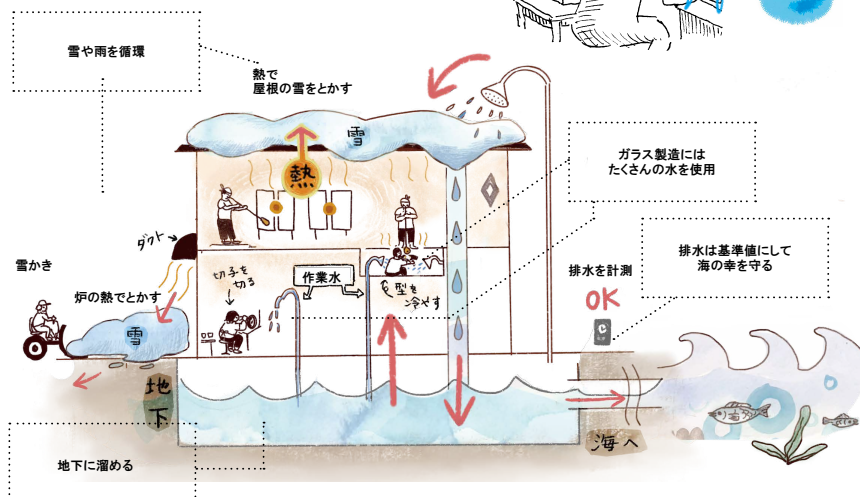 雪や雨を循環
熱で
屋根の雪をとかす
雪
熱
ガラス製造には
たくさんの水を使用
ダクト
雪かき
炉の熱でとかす
切子を
切る
作業水
型を
冷やす
排水を計測
OK
排水は基準値にして
海の幸を守る
雪
地
下
海へ
地下に溜める